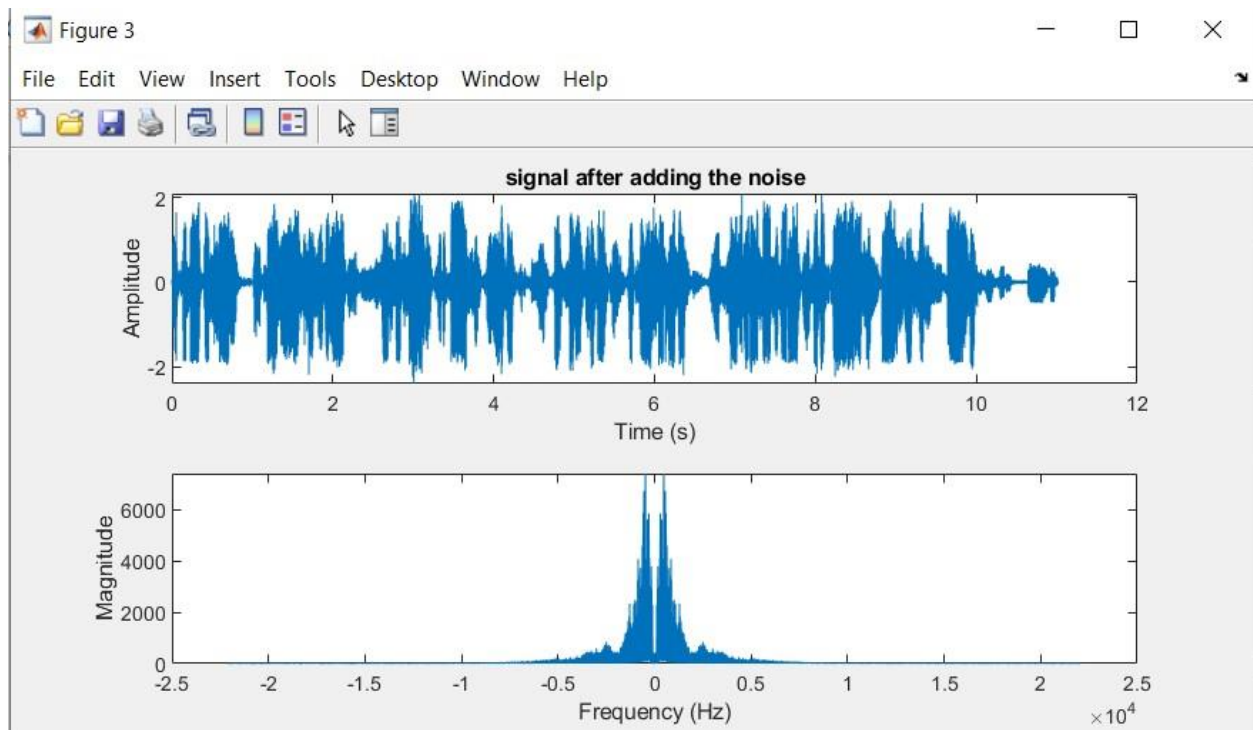 Figure 3
File Edit View Insert Tools Desktop Window Help
signal after adding the noise
Amplitude
2
0
-2
0 2 4 6 8 10 12
Time (s)
Magnitude
6000
4000
2000
0
-2.5 -2 -1.5 -1 -0.5 0 0.5 1 1.5 2 2.5
Frequency (Hz)
×10⁴